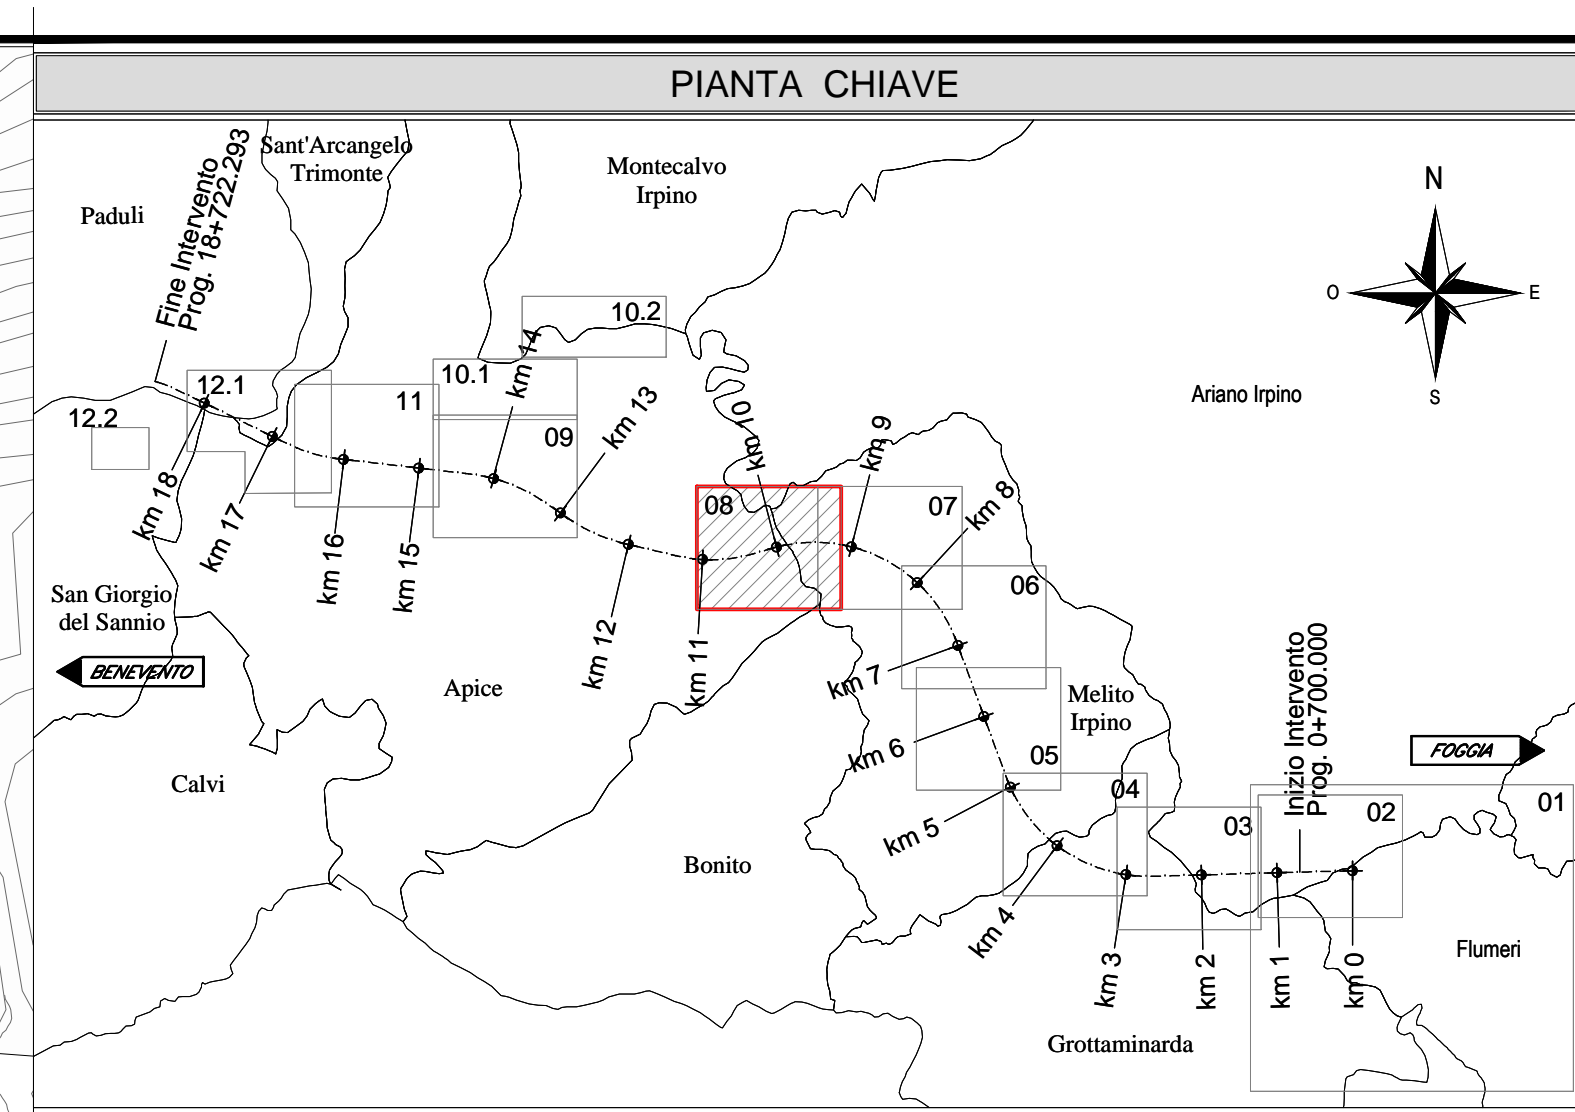 PIANTA CHIAVE
Sant'Arcangelo
Trimonte
Montecalvo
Irpino
Paduli
Fine Intervento
Prog. 18+722.293
N
O
E
S
10.2
10.1
km 14
12.1
12.2
11
09
km 13
km 10
km 9
Ariano Irpino
08
07
km 8
km 18
km 17
km 16
km 15
06
San Giorgio
del Sannio
BENEVENTO
km 12
km 11
km 7
Apice
Melito
Irpino
Inizio Intervento
Prog. 0+700.000
FOGGIA
km 6
05
Calvi
04
03
02
01
km 5
Bonito
km 4
km 3
km 2
km 1
km 0
Flumeri
Grottaminarda